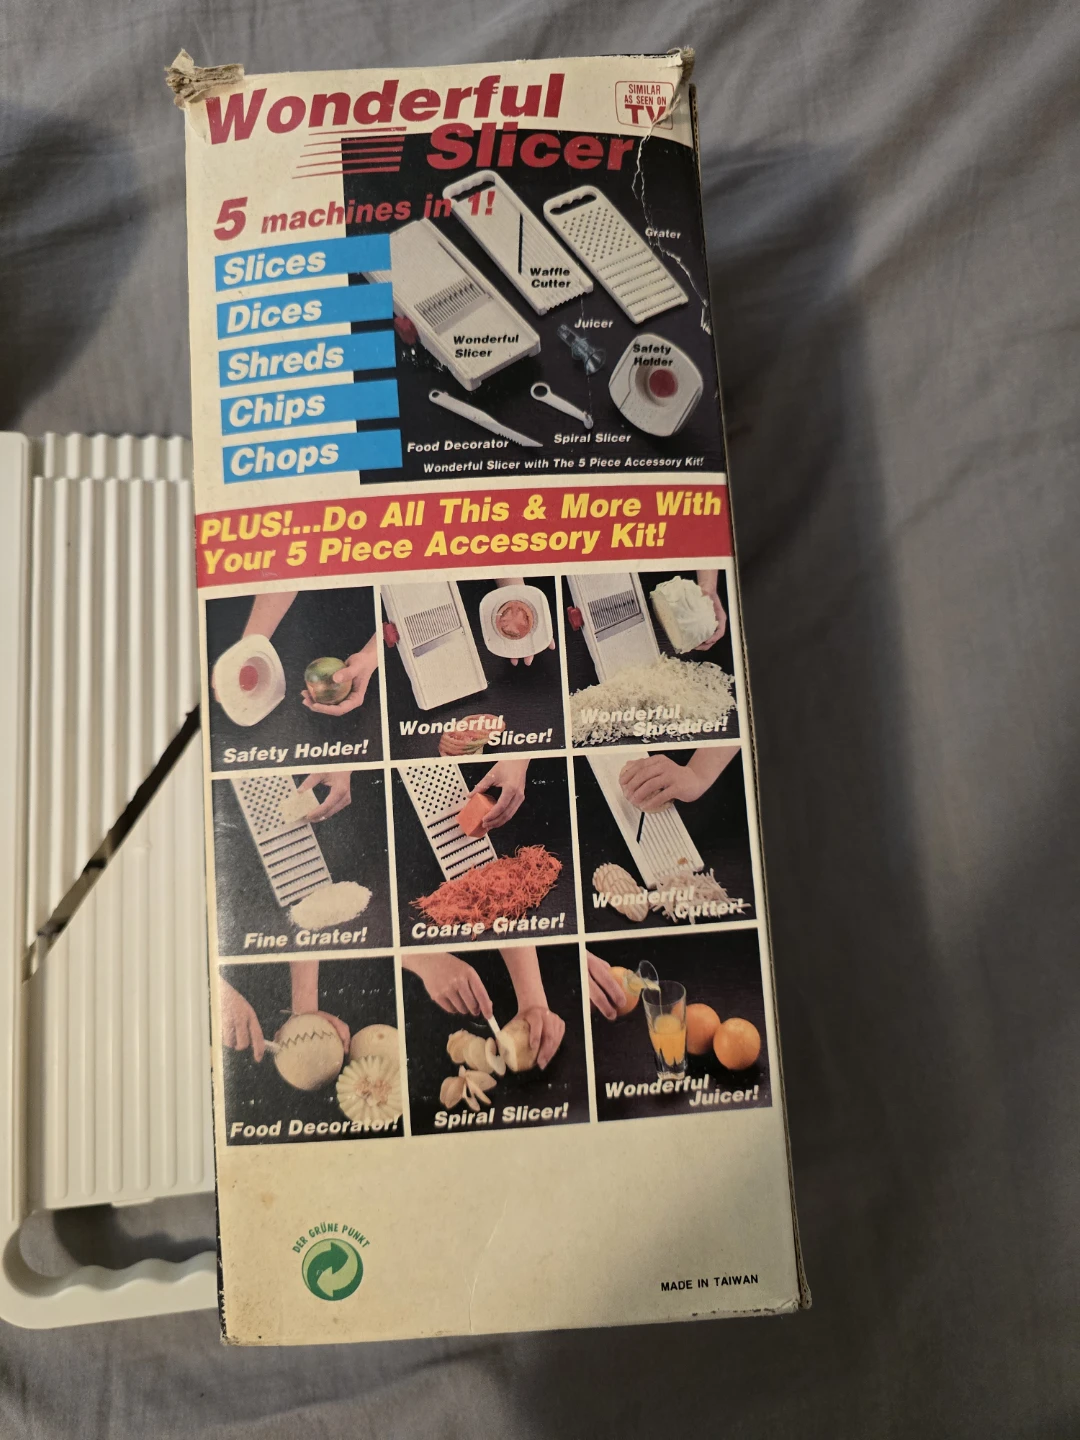 Wonderful
Slicer
SIMILAR
AS SEEN ON
TV
5 machines in 1!
Slices
Dices
Shreds
Chips
Chops
Grater
Waffle
Cutter
Juicer
Wonderful
Slicer
Safety
Holder
Food Decorator
Spiral Slicer
Wonderful Slicer with The 5 Piece Accessory Kit!
PLUS!...Do All This & More With
Your 5 Piece Accessory Kit!
Safety Holder!
Wonderful
Slicer!
Wonderful
Shredder!
Fine Grater!
Coarse Grater!
Wonderful
Cutter!
Food Decorator!
Spiral Slicer!
Wonderful
Juicer!
DER GRÜNE PUNKT
MADE IN TAIWAN